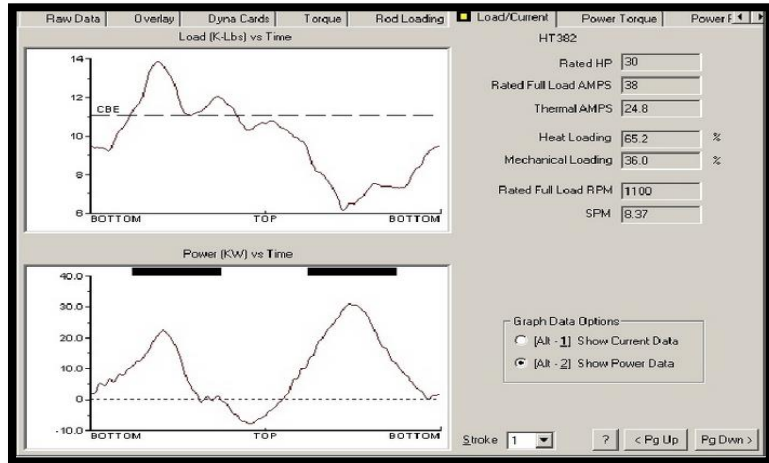 Raw Data Overlay Dyna Cards Torque Rod Loading Load/Current Power Torque Power F
Load (K-Lbs) vs Time
14
12
CBE
10
8
6
BOTTOM TOP BOTTOM
Power (KW) vs Time
40.0
30.0
20.0
10.0
0
-10.0
BOTTOM TOP BOTTOM
HT382
Rated HP 30
Rated Full Load AMPS 38
Thermal AMPS 24.8
Heat Loading 65.2 %
Mechanical Loading 36.0 %
Rated Full Load RPM 1100
SPM 8.37
Graph Data Options
[Alt - 1] Show Current Data
[Alt - 2] Show Power Data
Stroke 1 ? < Pg Up Pg Dwn >